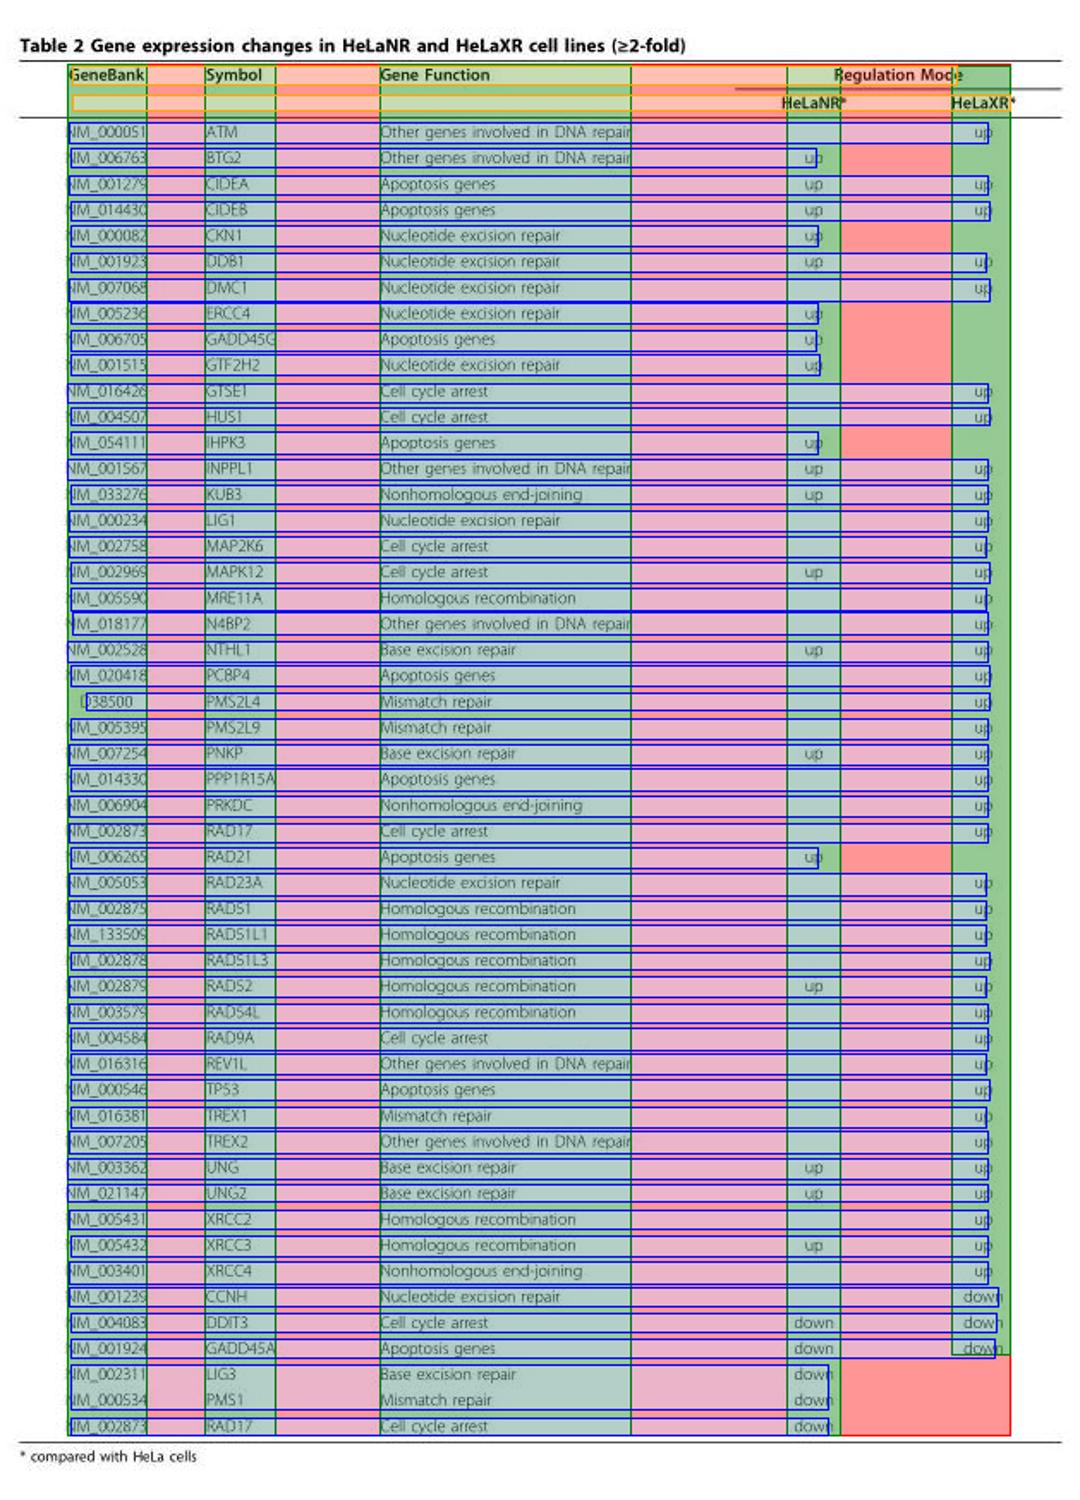 Table 2 Gene expression changes in HeLaNR and HeLaXR cell lines (≥2-fold)
GeneBank Symbol Gene Function Regulation Mode
HeLaNR* HeLaXR*
NM_000051 ATM Other genes involved in DNA repair up
NM_006763 BTG2 Other genes involved in DNA repair up
NM_001279 CIDEA Apoptosis genes up up
NM_014430 CIDEB Apoptosis genes up up
NM_000082 CKN1 Nucleotide excision repair up
NM_001923 DDB1 Nucleotide excision repair up up
NM_007068 DMC1 Nucleotide excision repair up
NM_005236 ERCC4 Nucleotide excision repair up
NM_006705 GADD45G Apoptosis genes up
NM_001515 GTF2H2 Nucleotide excision repair up
NM_016426 GTSE1 Cell cycle arrest up
NM_004507 HUS1 Cell cycle arrest up
NM_054111 IHPK3 Apoptosis genes up
NM_001567 INPPL1 Other genes involved in DNA repair up up
NM_033276 KUB3 Nonhomologous end-joining up up
NM_000234 LIG1 Nucleotide excision repair up
NM_002758 MAP2K6 Cell cycle arrest up
NM_002969 MAPK12 Cell cycle arrest up up
NM_005590 MRE11A Homologous recombination up
NM_018177 N4BP2 Other genes involved in DNA repair up
NM_002528 NTHL1 Base excision repair up up
NM_020418 PCBP4 Apoptosis genes up
D38500 PMS2L4 Mismatch repair up
NM_005395 PMS2L9 Mismatch repair up
NM_007254 PNKP Base excision repair up up
NM_014330 PPP1R15A Apoptosis genes up
NM_006904 PRKDC Nonhomologous end-joining up
NM_002873 RAD17 Cell cycle arrest up
NM_006265 RAD21 Apoptosis genes up
NM_005053 RAD23A Nucleotide excision repair up
NM_002875 RAD51 Homologous recombination up
NM_133509 RAD51L1 Homologous recombination up
NM_002878 RAD51L3 Homologous recombination up
NM_002879 RAD52 Homologous recombination up up
NM_003579 RAD54L Homologous recombination up
NM_004584 RAD9A Cell cycle arrest up
NM_016316 REV1L Other genes involved in DNA repair up
NM_000546 TP53 Apoptosis genes up
NM_016381 TREX1 Mismatch repair up
NM_007205 TREX2 Other genes involved in DNA repair up
NM_003362 UNG Base excision repair up up
NM_021147 UNG2 Base excision repair up up
NM_005431 XRCC2 Homologous recombination up
NM_005432 XRCC3 Homologous recombination up up
NM_003401 XRCC4 Nonhomologous end-joining up
NM_001239 CCNH Nucleotide excision repair down
NM_004083 DDIT3 Cell cycle arrest down down
NM_001924 GADD45A Apoptosis genes down down
NM_002311 LIG3 Base excision repair down
NM_000534 PMS1 Mismatch repair down
NM_002873 RAD17 Cell cycle arrest down
* compared with HeLa cells